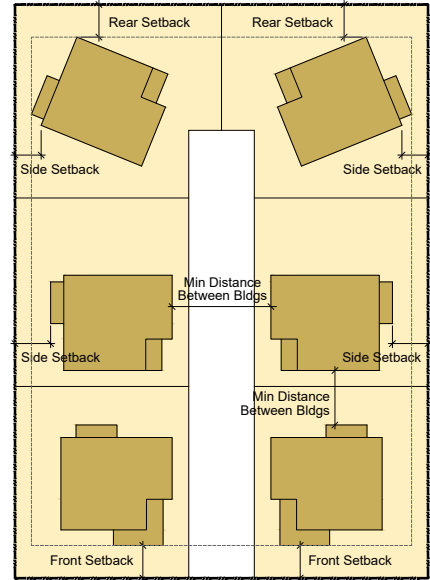 Rear Setback
Rear Setback
Side Setback
Side Setback
Min Distance
Between Bldgs
Side Setback
Side Setback
Min Distance
Between Bldgs
Front Setback
Front Setback